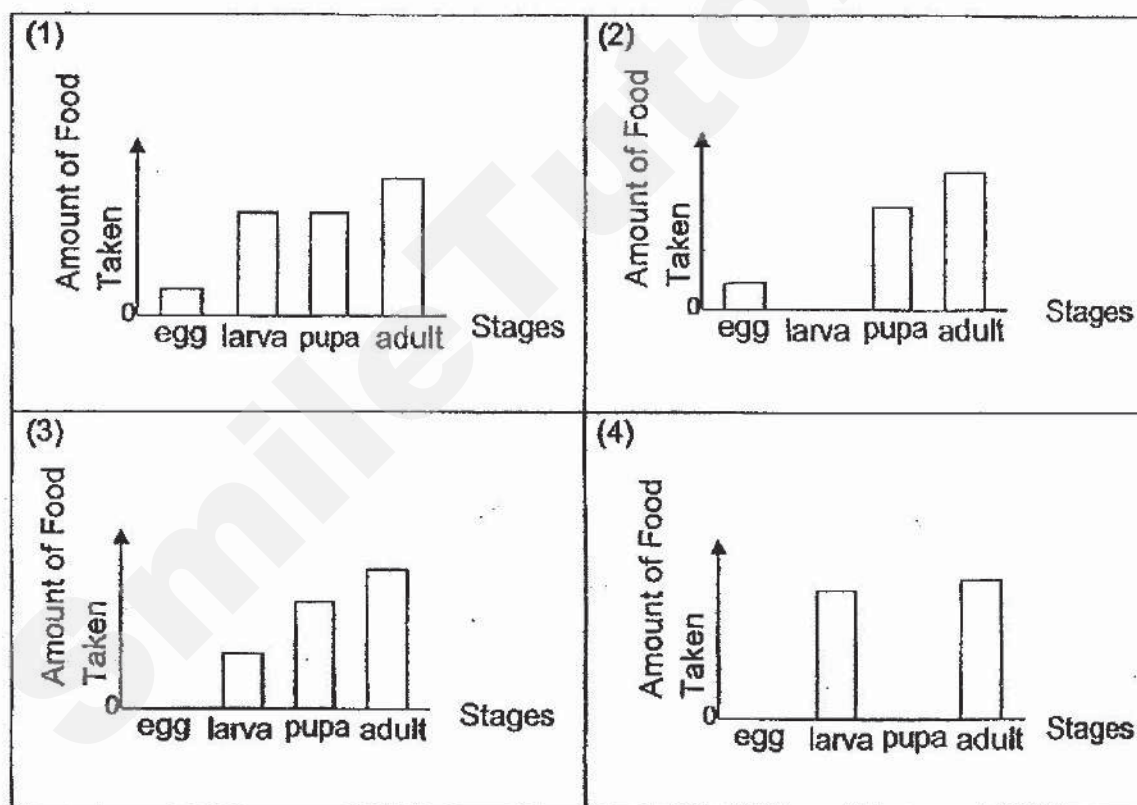 (1)
Amount of Food
Taken
0
egg larva pupa adult
Stages
(2)
Amount of Food
Taken
0
egg larva pupa adult
Stages
(3)
Amount of Food
Taken
0
egg larva pupa adult
Stages
(4)
Amount of Food
Taken
0
egg larva pupa adult
Stages
SmileTuto